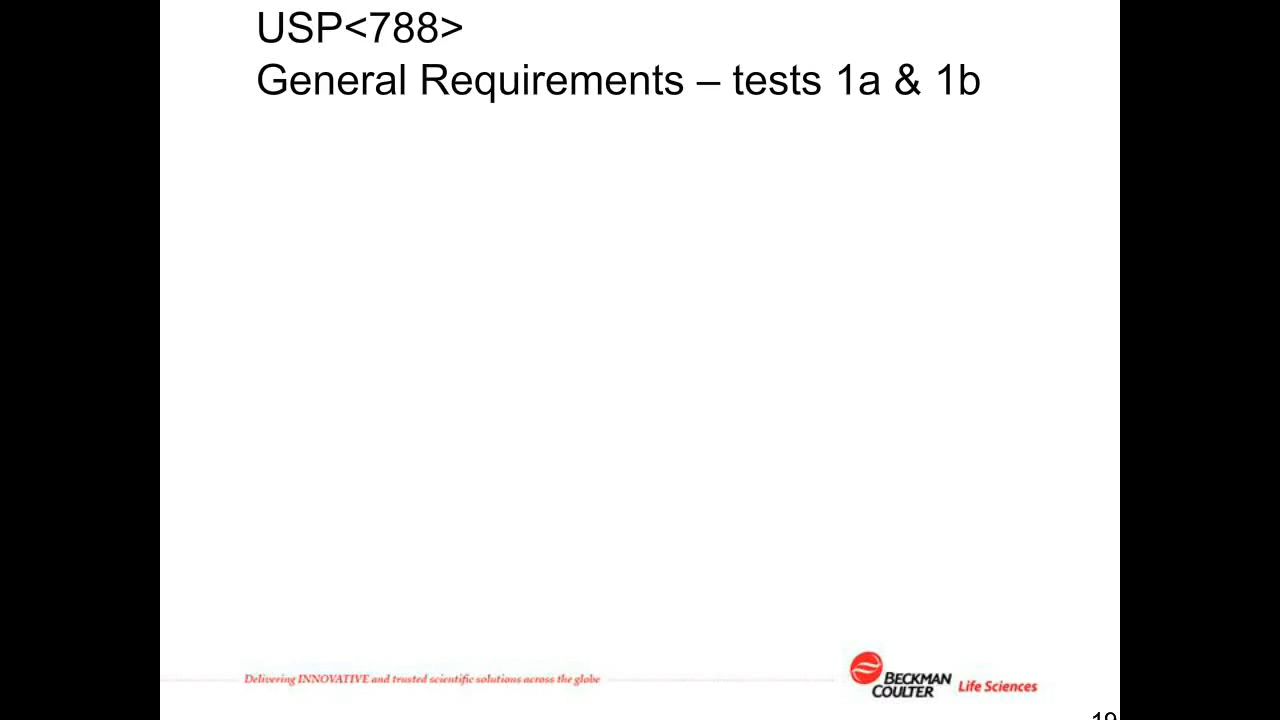 USP<788>
General Requirements – tests 1a & 1b
Delivering INNOVATIVE and trusted scientific solutions across the globe
BECKMAN
COULTER
Life Sciences
19